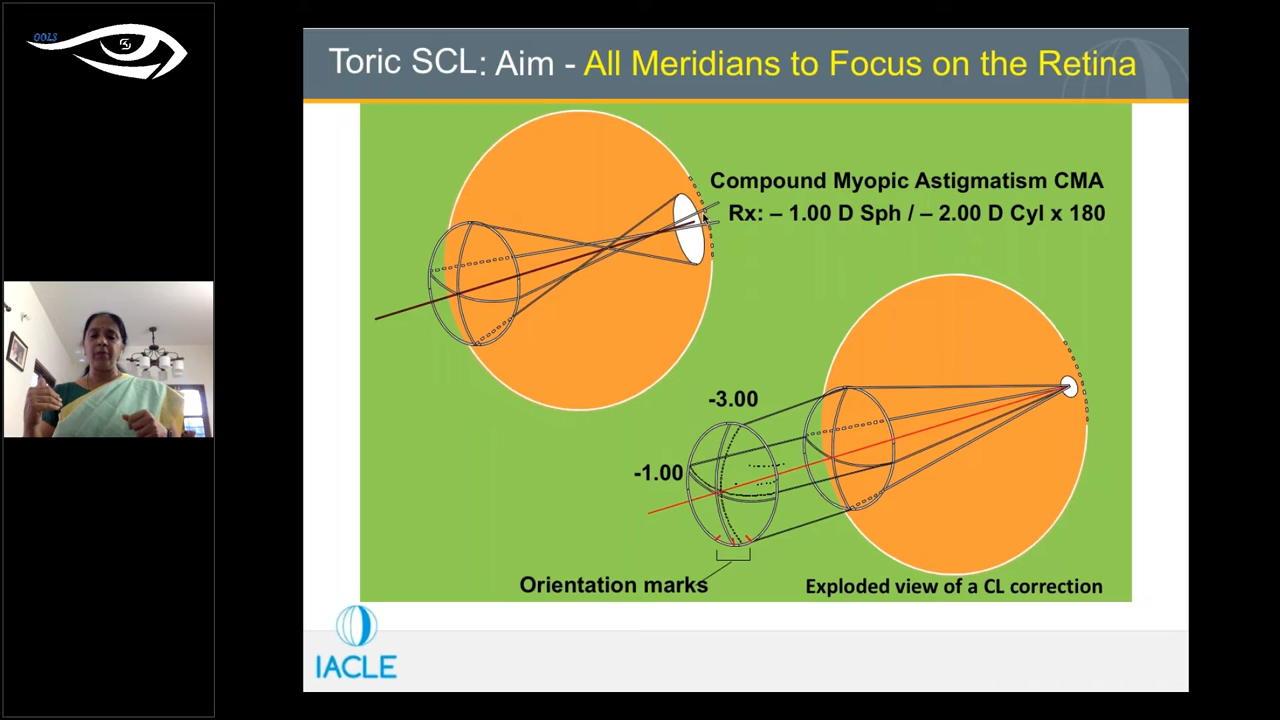 OOLS
Toric SCL: Aim - All Meridians to Focus on the Retina
Compound Myopic Astigmatism CMA
Rx: – 1.00 D Sph / – 2.00 D Cyl x 180
-3.00
-1.00
Orientation marks
Exploded view of a CL correction
IACLE